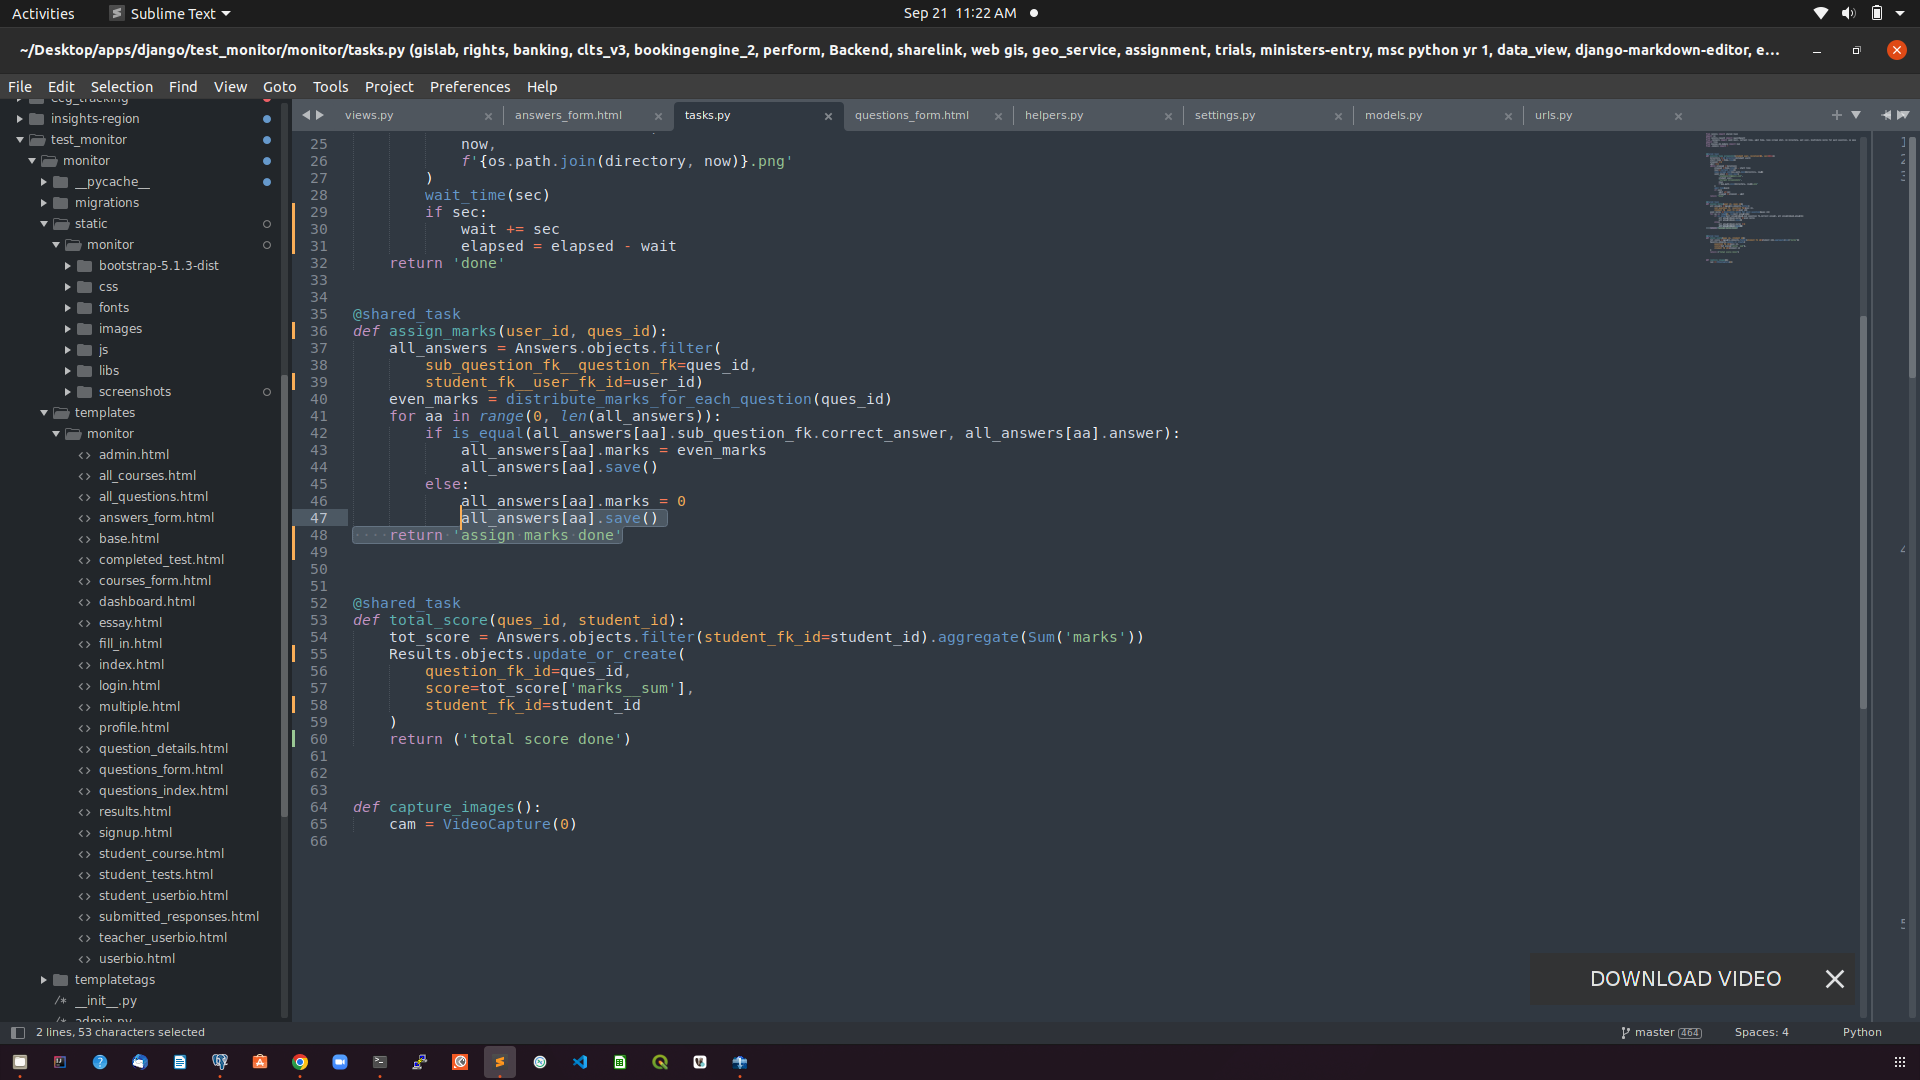 Activities
Sublime Text
Sep 21 11:22 AM
~/Desktop/apps/django/test_monitor/monitor/tasks.py (gislab, rights, banking, clts_v3, bookingengine_2, perform, Backend, sharelink, web gis, geo_service, assignment, trials, ministers-entry, msc python yr 1, data_view, django-markdown-editor, e...
File Edit Selection Find View Goto Tools Project Preferences Help
views.py
answers_form.html
tasks.py
questions_form.html
helpers.py
settings.py
models.py
urls.py
insights-region
test_monitor
monitor
__pycache__
migrations
static
monitor
bootstrap-5.1.3-dist
css
fonts
images
js
libs
screenshots
templates
monitor
<> admin.html
<> all_courses.html
<> all_questions.html
<> answers_form.html
<> base.html
<> completed_test.html
<> courses_form.html
<> dashboard.html
<> essay.html
<> fill_in.html
<> index.html
<> login.html
<> multiple.html
<> profile.html
<> question_details.html
<> questions_form.html
<> questions_index.html
<> results.html
<> signup.html
<> student_course.html
<> student_tests.html
<> student_userbio.html
<> submitted_responses.html
<> teacher_userbio.html
<> userbio.html
templatetags
/* __init__.py
/* admin.py
25 now,
26 f'{os.path.join(directory, now)}.png'
27 )
28 wait_time(sec)
29 if sec:
30 wait += sec
31 elapsed = elapsed - wait
32 return 'done'
33
34
35 @shared_task
36 def assign_marks(user_id, ques_id):
37 all_answers = Answers.objects.filter(
38 sub_question_fk__question_fk=ques_id,
39 student_fk__user_fk_id=user_id)
40 even_marks = distribute_marks_for_each_question(ques_id)
41 for aa in range(0, len(all_answers)):
42 if is_equal(all_answers[aa].sub_question_fk.correct_answer, all_answers[aa].answer):
43 all_answers[aa].marks = even_marks
44 all_answers[aa].save()
45 else:
46 all_answers[aa].marks = 0
47 all_answers[aa].save()
48 ····return·'assign·marks·done'
49
50
51
52 @shared_task
53 def total_score(ques_id, student_id):
54 tot_score = Answers.objects.filter(student_fk_id=student_id).aggregate(Sum('marks'))
55 Results.objects.update_or_create(
56 question_fk_id=ques_id,
57 score=tot_score['marks__sum'],
58 student_fk_id=student_id
59 )
60 return ('total score done')
61
62
63
64 def capture_images():
65 cam = VideoCapture(0)
66
DOWNLOAD VIDEO
2 lines, 53 characters selected
master 464
Spaces: 4
Python